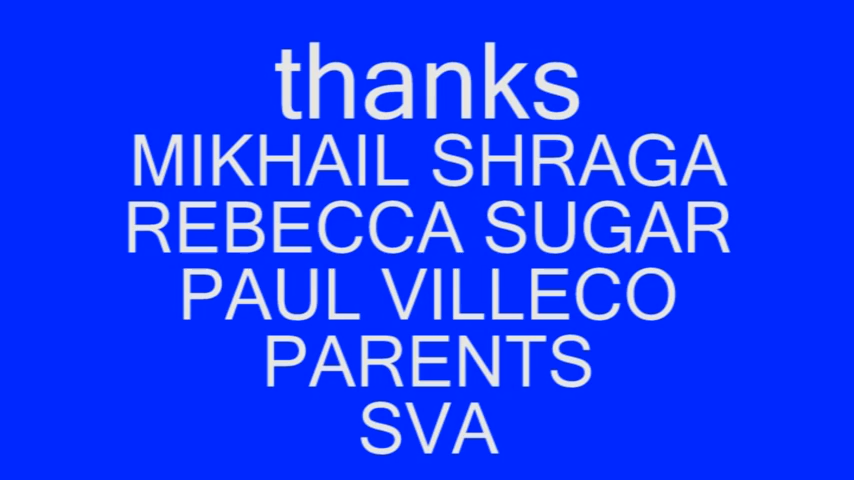 thanks
MIKHAIL SHRAGA
REBECCA SUGAR
PAUL VILLECO
PARENTS
SVA